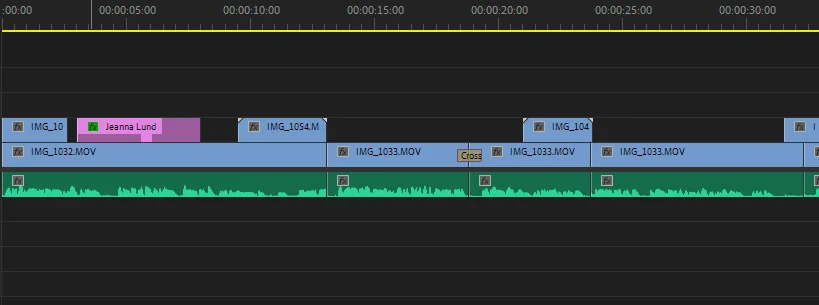 :00:00 00:00:05:00 00:00:10:00 00:00:15:00 00:00:20:00 00:00:25:00 00:00:30:00
fx IMG_10 fx Jeanna Lund fx IMG_1054.M fx IMG_104 fx I
fx IMG_1032.MOV fx IMG_1033.MOV Cross fx IMG_1033.MOV fx IMG_1033.MOV fx
fx fx fx fx fx